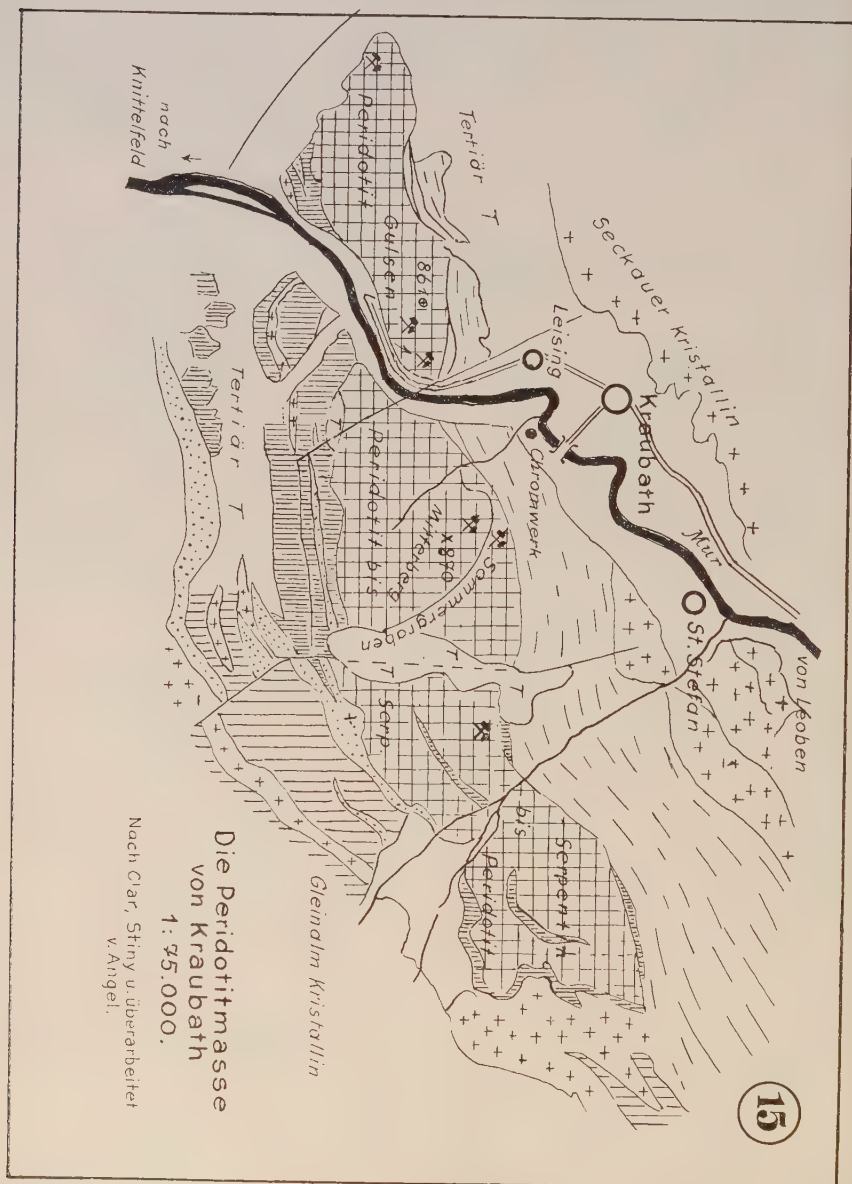 15
von Leoben
Mur
St. Stefan
Seckauer Kristallin
Kraubath
Leising
Chromwerk
Tertiär T
nach
Knittelfeld
Peridotit
Gulsen
Peridotit bis
x870
Mitterberg
Sommergraben
T
T
T
Serp.
bis
Serpentin
Peridotit
Tertiär T
Gleinalm Kristallin
Die Peridotitmasse
von Kraubath
1:75.000.
Nach Clar, Stiny u. überarbeitet
v. Angel.